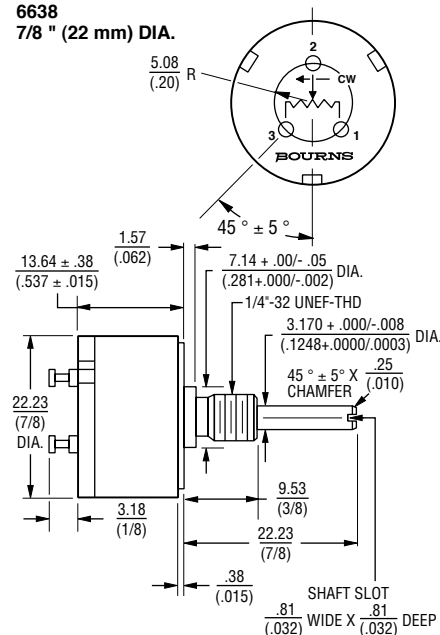 6638
7/8 " (22 mm) DIA.
5.08
(.20)
R
2
CW
3
1
BOURNS
45 ° ± 5 °
1.57
(.062)
13.64 ± .38
(.537 ± .015)
7.14 + .00/- .05
(.281+.000/-.002)
DIA.
1/4"-32 UNEF-THD
3.170 + .000/-.008
(.1248+.0000/.0003)
DIA.
45 ° ± 5° X .25
(.010)
CHAMFER
22.23
(7/8)
DIA.
3.18
(1/8)
9.53
(3/8)
22.23
(7/8)
.38
(.015)
SHAFT SLOT
.81
(.032)
WIDE X
.81
(.032)
DEEP